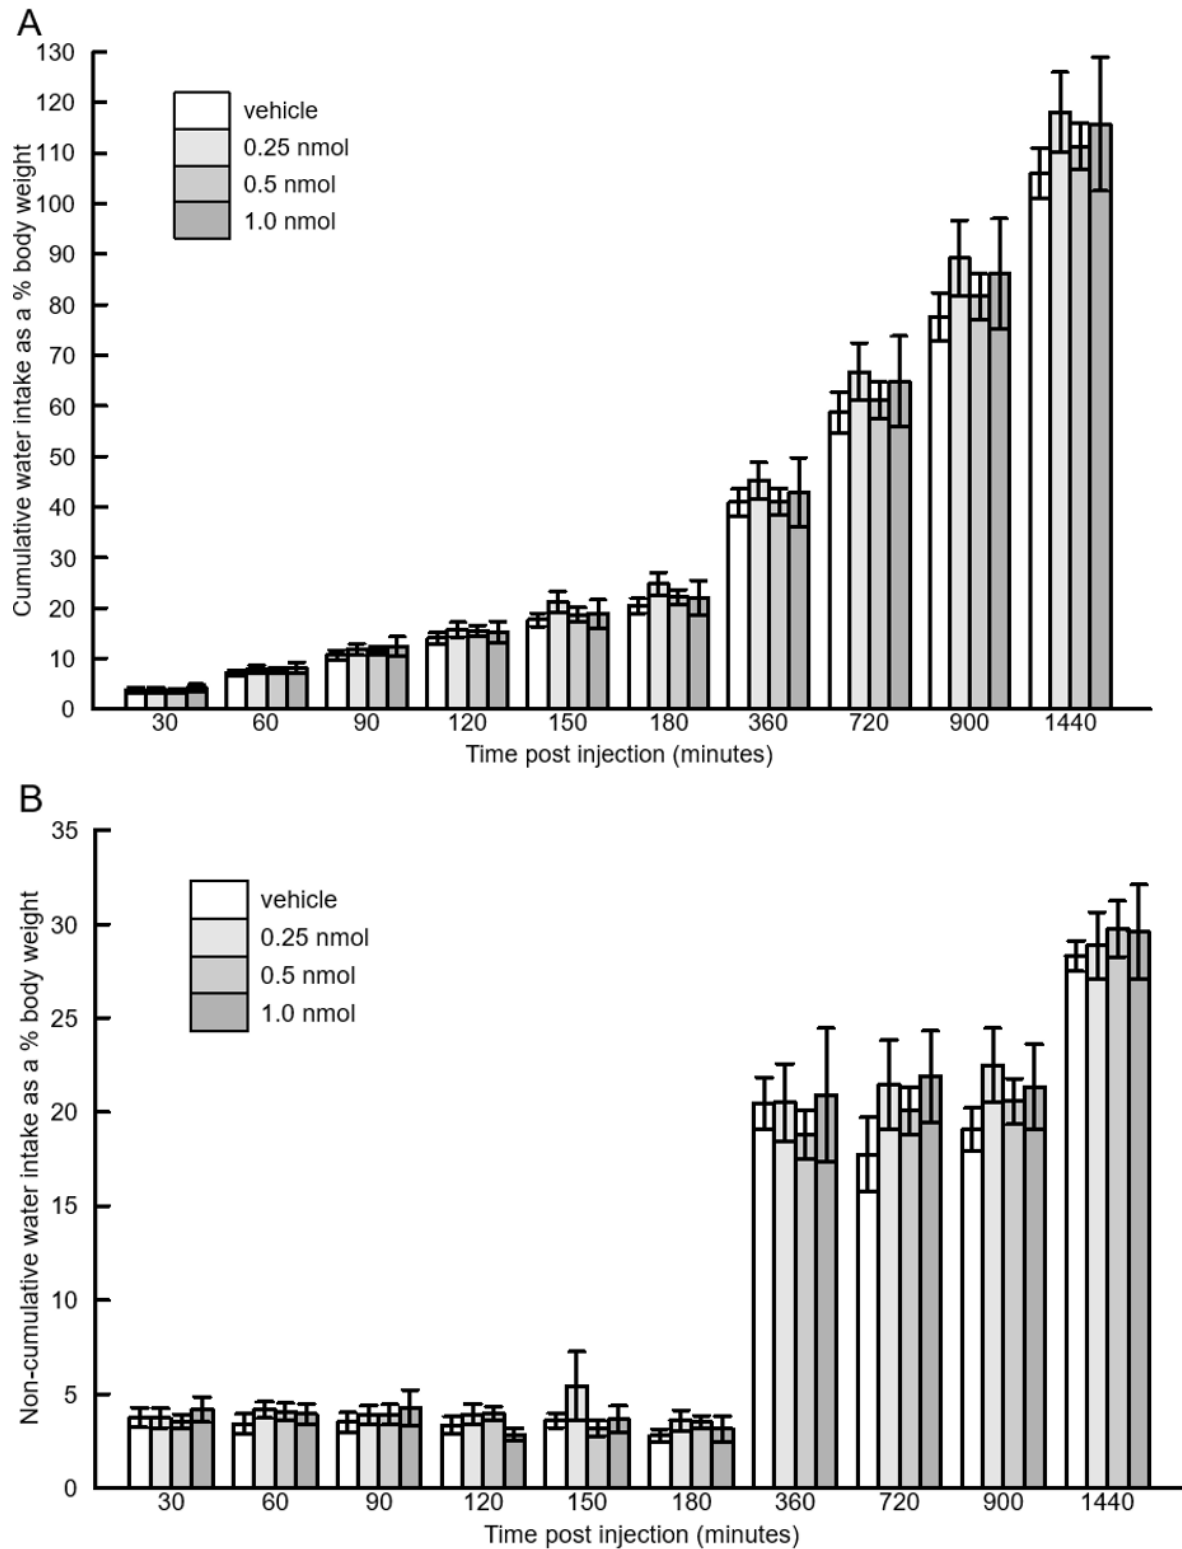 A
Cumulative water intake as a % body weight
130
120
110
100
90
80
70
60
50
40
30
20
10
0
vehicle
0.25 nmol
0.5 nmol
1.0 nmol
30 60 90 120 150 180 360 720 900 1440
Time post injection (minutes)
B
Non-cumulative water intake as a % body weight
35
30
25
20
15
10
5
0
vehicle
0.25 nmol
0.5 nmol
1.0 nmol
30 60 90 120 150 180 360 720 900 1440
Time post injection (minutes)